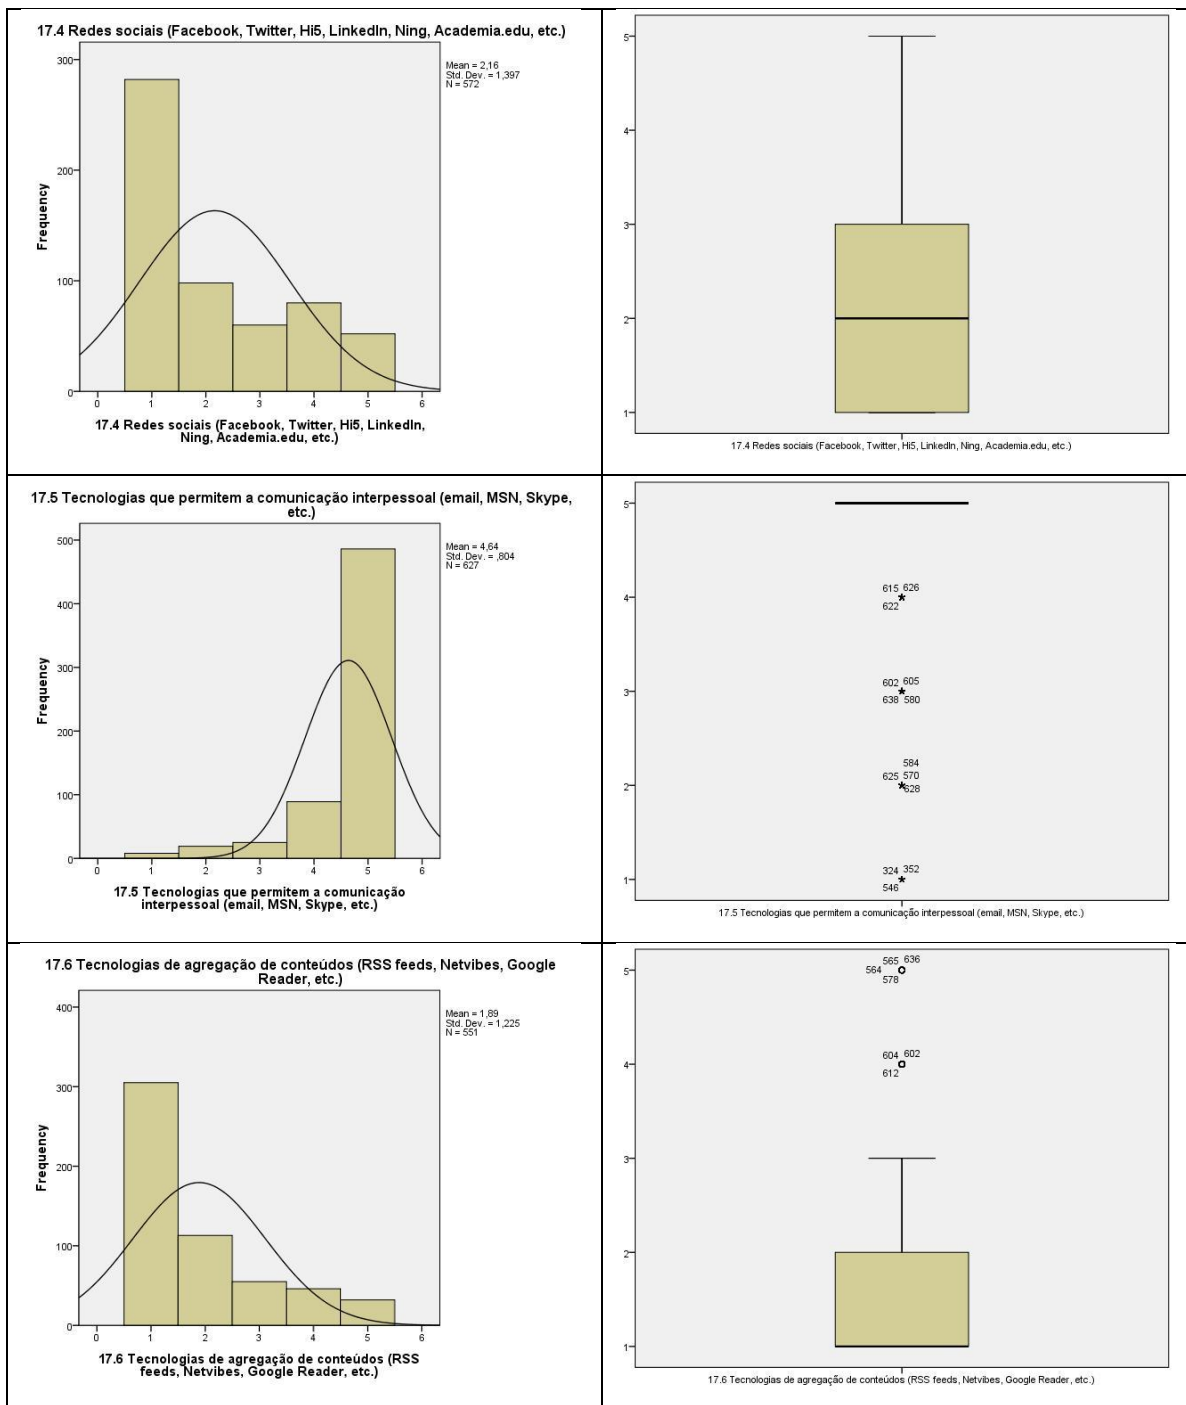 17.4 Redes sociais (Facebook, Twitter, Hi5, LinkedIn, Ning, Academia.edu, etc.)
Mean = 2,16
Std. Dev. = 1,397
N = 572
Frequency
300
200
100
0
0 1 2 3 4 5 6
17.4 Redes sociais (Facebook, Twitter, Hi5, LinkedIn,
Ning, Academia.edu, etc.)
5
4
3
2
1
17.4 Redes sociais (Facebook, Twitter, Hi5, LinkedIn, Ning, Academia.edu, etc.)
17.5 Tecnologias que permitem a comunicação interpessoal (email, MSN, Skype,
etc.)
Mean = 4,64
Std. Dev. = ,804
N = 627
Frequency
500
400
300
200
100
0
0 1 2 3 4 5 6
17.5 Tecnologias que permitem a comunicação
interpessoal (email, MSN, Skype, etc.)
5
615 626
4
622
602 605
3
638 580
584
625 570
2
628
324 352
1
546
17.5 Tecnologias que permitem a comunicação interpessoal (email, MSN, Skype, etc.)
17.6 Tecnologias de agregação de conteúdos (RSS feeds, Netvibes, Google
Reader, etc.)
Mean = 1,89
Std. Dev. = 1,225
N = 551
Frequency
400
300
200
100
0
0 1 2 3 4 5 6
17.6 Tecnologias de agregação de conteúdos (RSS
feeds, Netvibes, Google Reader, etc.)
565 636
5
564
578
604 602
4
612
3
2
1
17.6 Tecnologias de agregação de conteúdos (RSS feeds, Netvibes, Google Reader, etc.)